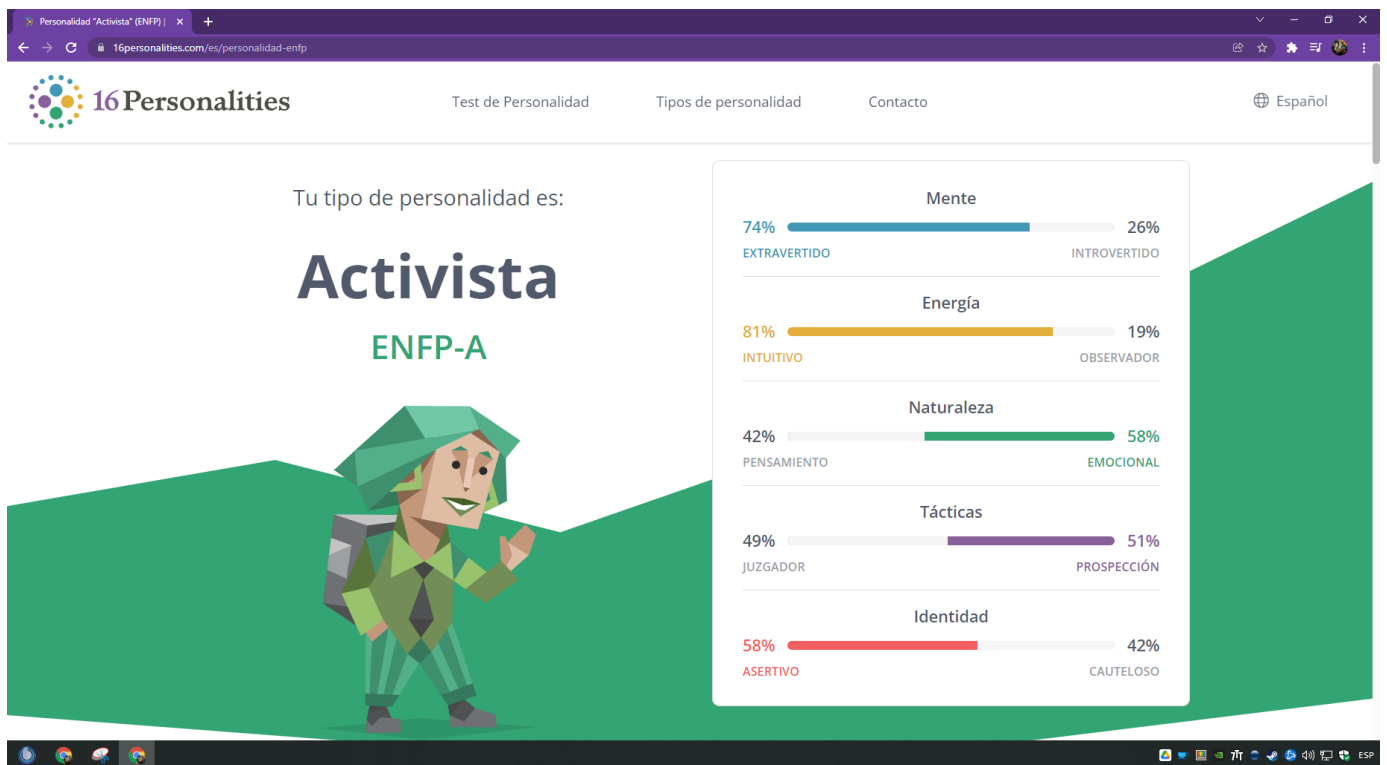 Personalidad "Activista" (ENFP) |
16personalities.com/es/personalidad-enfp
16Personalities
Test de Personalidad
Tipos de personalidad
Contacto
Español
Tu tipo de personalidad es:
Activista
ENFP-A
Mente
74% 26%
EXTRAVERTIDO INTROVERTIDO
Energía
81% 19%
INTUITIVO OBSERVADOR
Naturaleza
42% 58%
PENSAMIENTO EMOCIONAL
Tácticas
49% 51%
JUZGADOR PROSPECCIÓN
Identidad
58% 42%
ASERTIVO CAUTELOSO
ESP